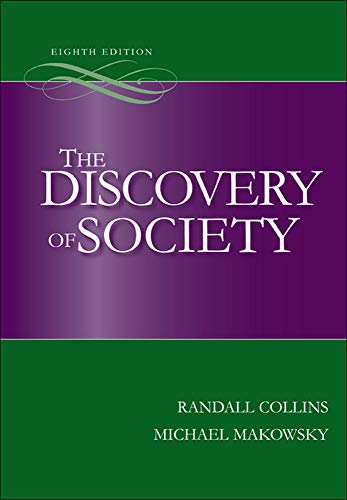 EIGHTH EDITION
THE
DISCOVERY
OF SOCIETY
RANDALL COLLINS
MICHAEL MAKOWSKY